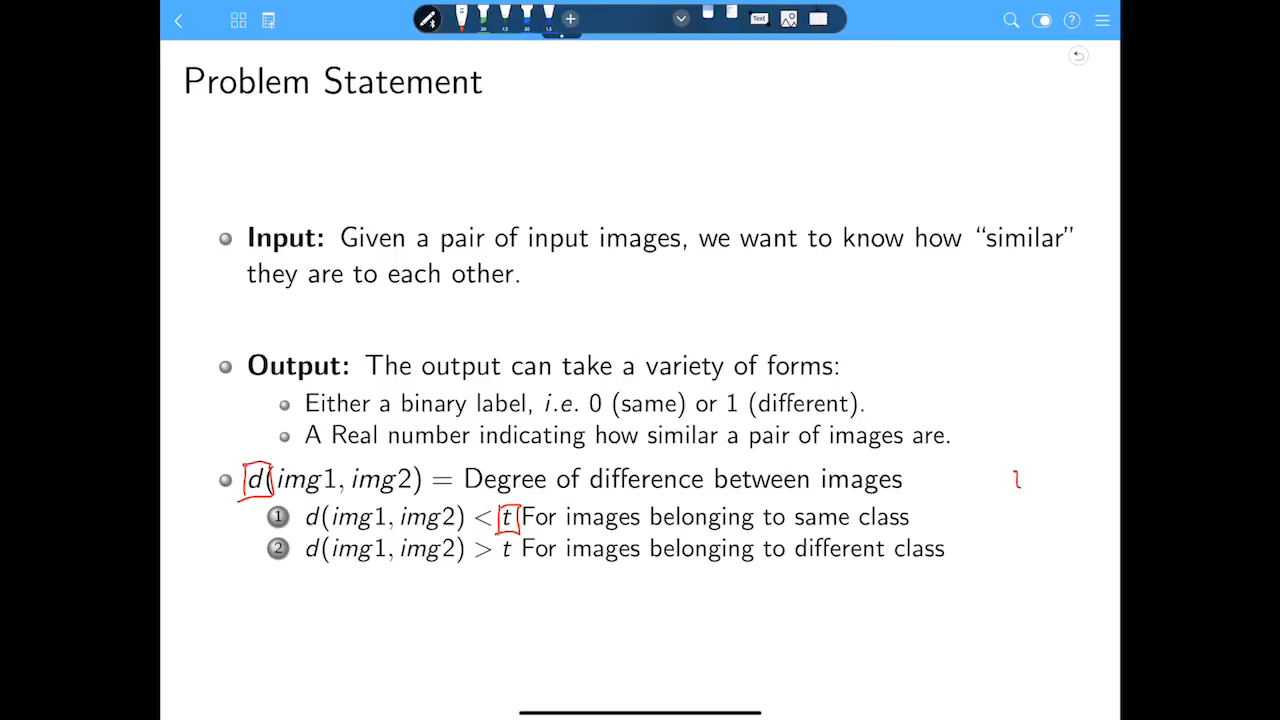 Text
Problem Statement
Input: Given a pair of input images, we want to know how “similar”
they are to each other.
Output: The output can take a variety of forms:
Either a binary label, i.e. 0 (same) or 1 (different).
A Real number indicating how similar a pair of images are.
d(img1, img2) = Degree of difference between images
1 d(img1, img2) < t For images belonging to same class
2 d(img1, img2) > t For images belonging to different class